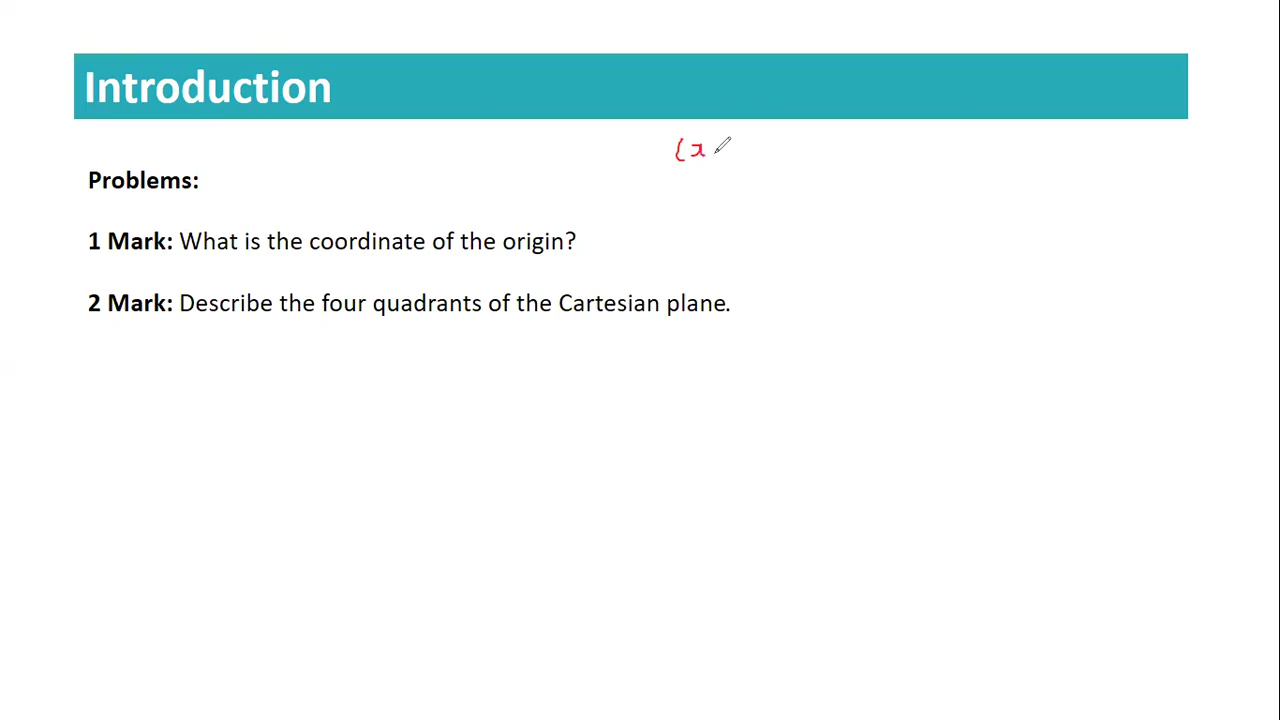 Introduction
(x
Problems:
1 Mark: What is the coordinate of the origin?
2 Mark: Describe the four quadrants of the Cartesian plane.